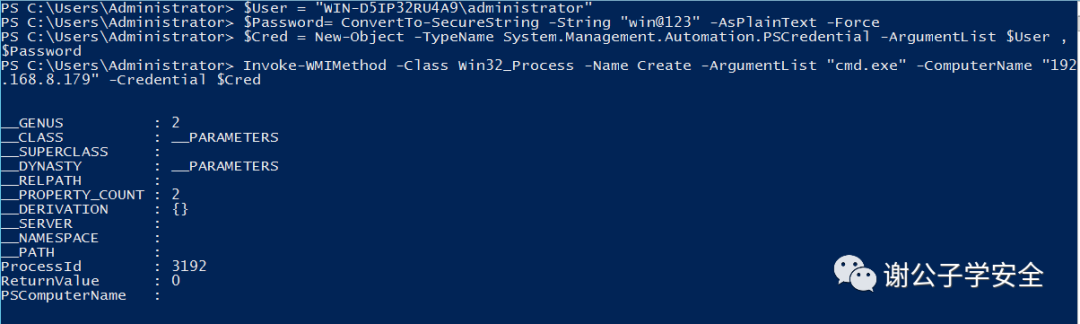 PS C:\Users\Administrator> $User = "WIN-D5IP32RU4A9\administrator"
PS C:\Users\Administrator> $Password= ConvertTo-SecureString -String "win@123" -AsPlainText -Force
PS C:\Users\Administrator> $Cred = New-Object -TypeName System.Management.Automation.PSCredential -ArgumentList $User ,
$Password
PS C:\Users\Administrator> Invoke-WMIMethod -Class Win32_Process -Name Create -ArgumentList "cmd.exe" -ComputerName "192
.168.8.179" -Credential $Cred
__GENUS : 2
__CLASS : __PARAMETERS
__SUPERCLASS :
__DYNASTY : __PARAMETERS
__RELPATH :
__PROPERTY_COUNT : 2
__DERIVATION : {}
__SERVER :
__NAMESPACE :
__PATH :
ProcessId : 3192
ReturnValue : 0
PSComputerName :
谢公子学安全